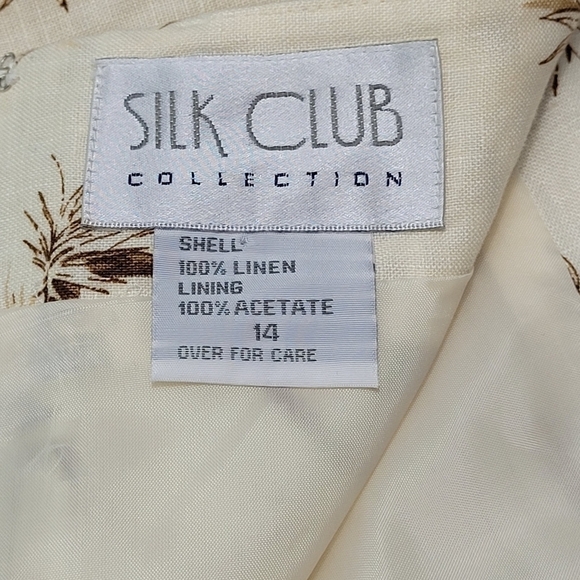 SILK CLUB
COLLECTION
SHELL
100% LINEN
LINING
100% ACETATE
14
OVER FOR CARE